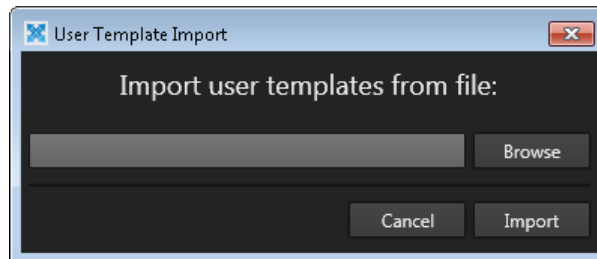 User Template Import
Import user templates from file:
Browse
Cancel Import